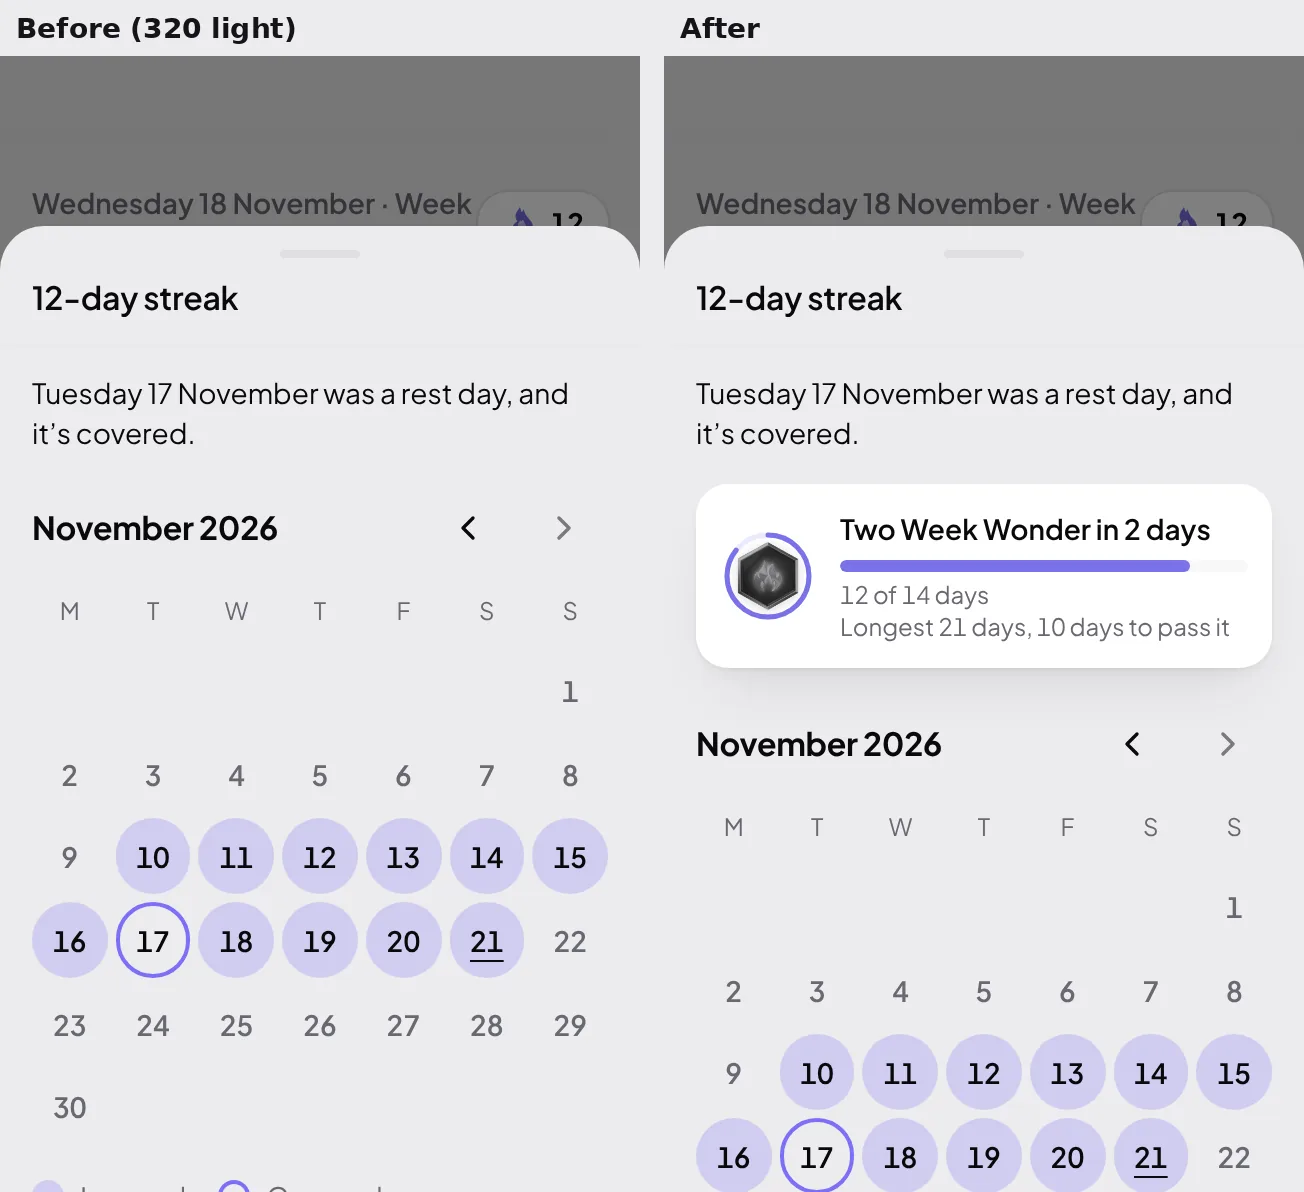 Before (320 light)
Wednesday 18 November · Week
12
12-day streak
Tuesday 17 November was a rest day, and
it’s covered.
November 2026
M T W T F S S
1
2 3 4 5 6 7 8
9 10 11 12 13 14 15
16 17 18 19 20 21 22
23 24 25 26 27 28 29
30
After
Wednesday 18 November · Week
12
12-day streak
Tuesday 17 November was a rest day, and
it’s covered.
Two Week Wonder in 2 days
12 of 14 days
Longest 21 days, 10 days to pass it
November 2026
M T W T F S S
1
2 3 4 5 6 7 8
9 10 11 12 13 14 15
16 17 18 19 20 21 22